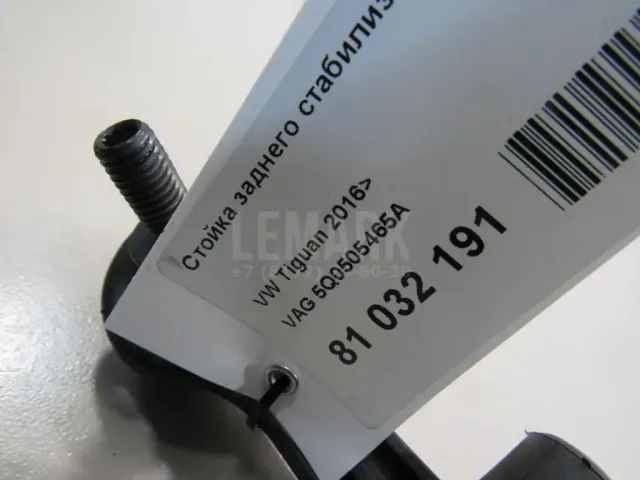 Стойка заднего стабилиз
VW Tiguan 2016>
VAG 5Q0505465A
81 032 191
LEMARK